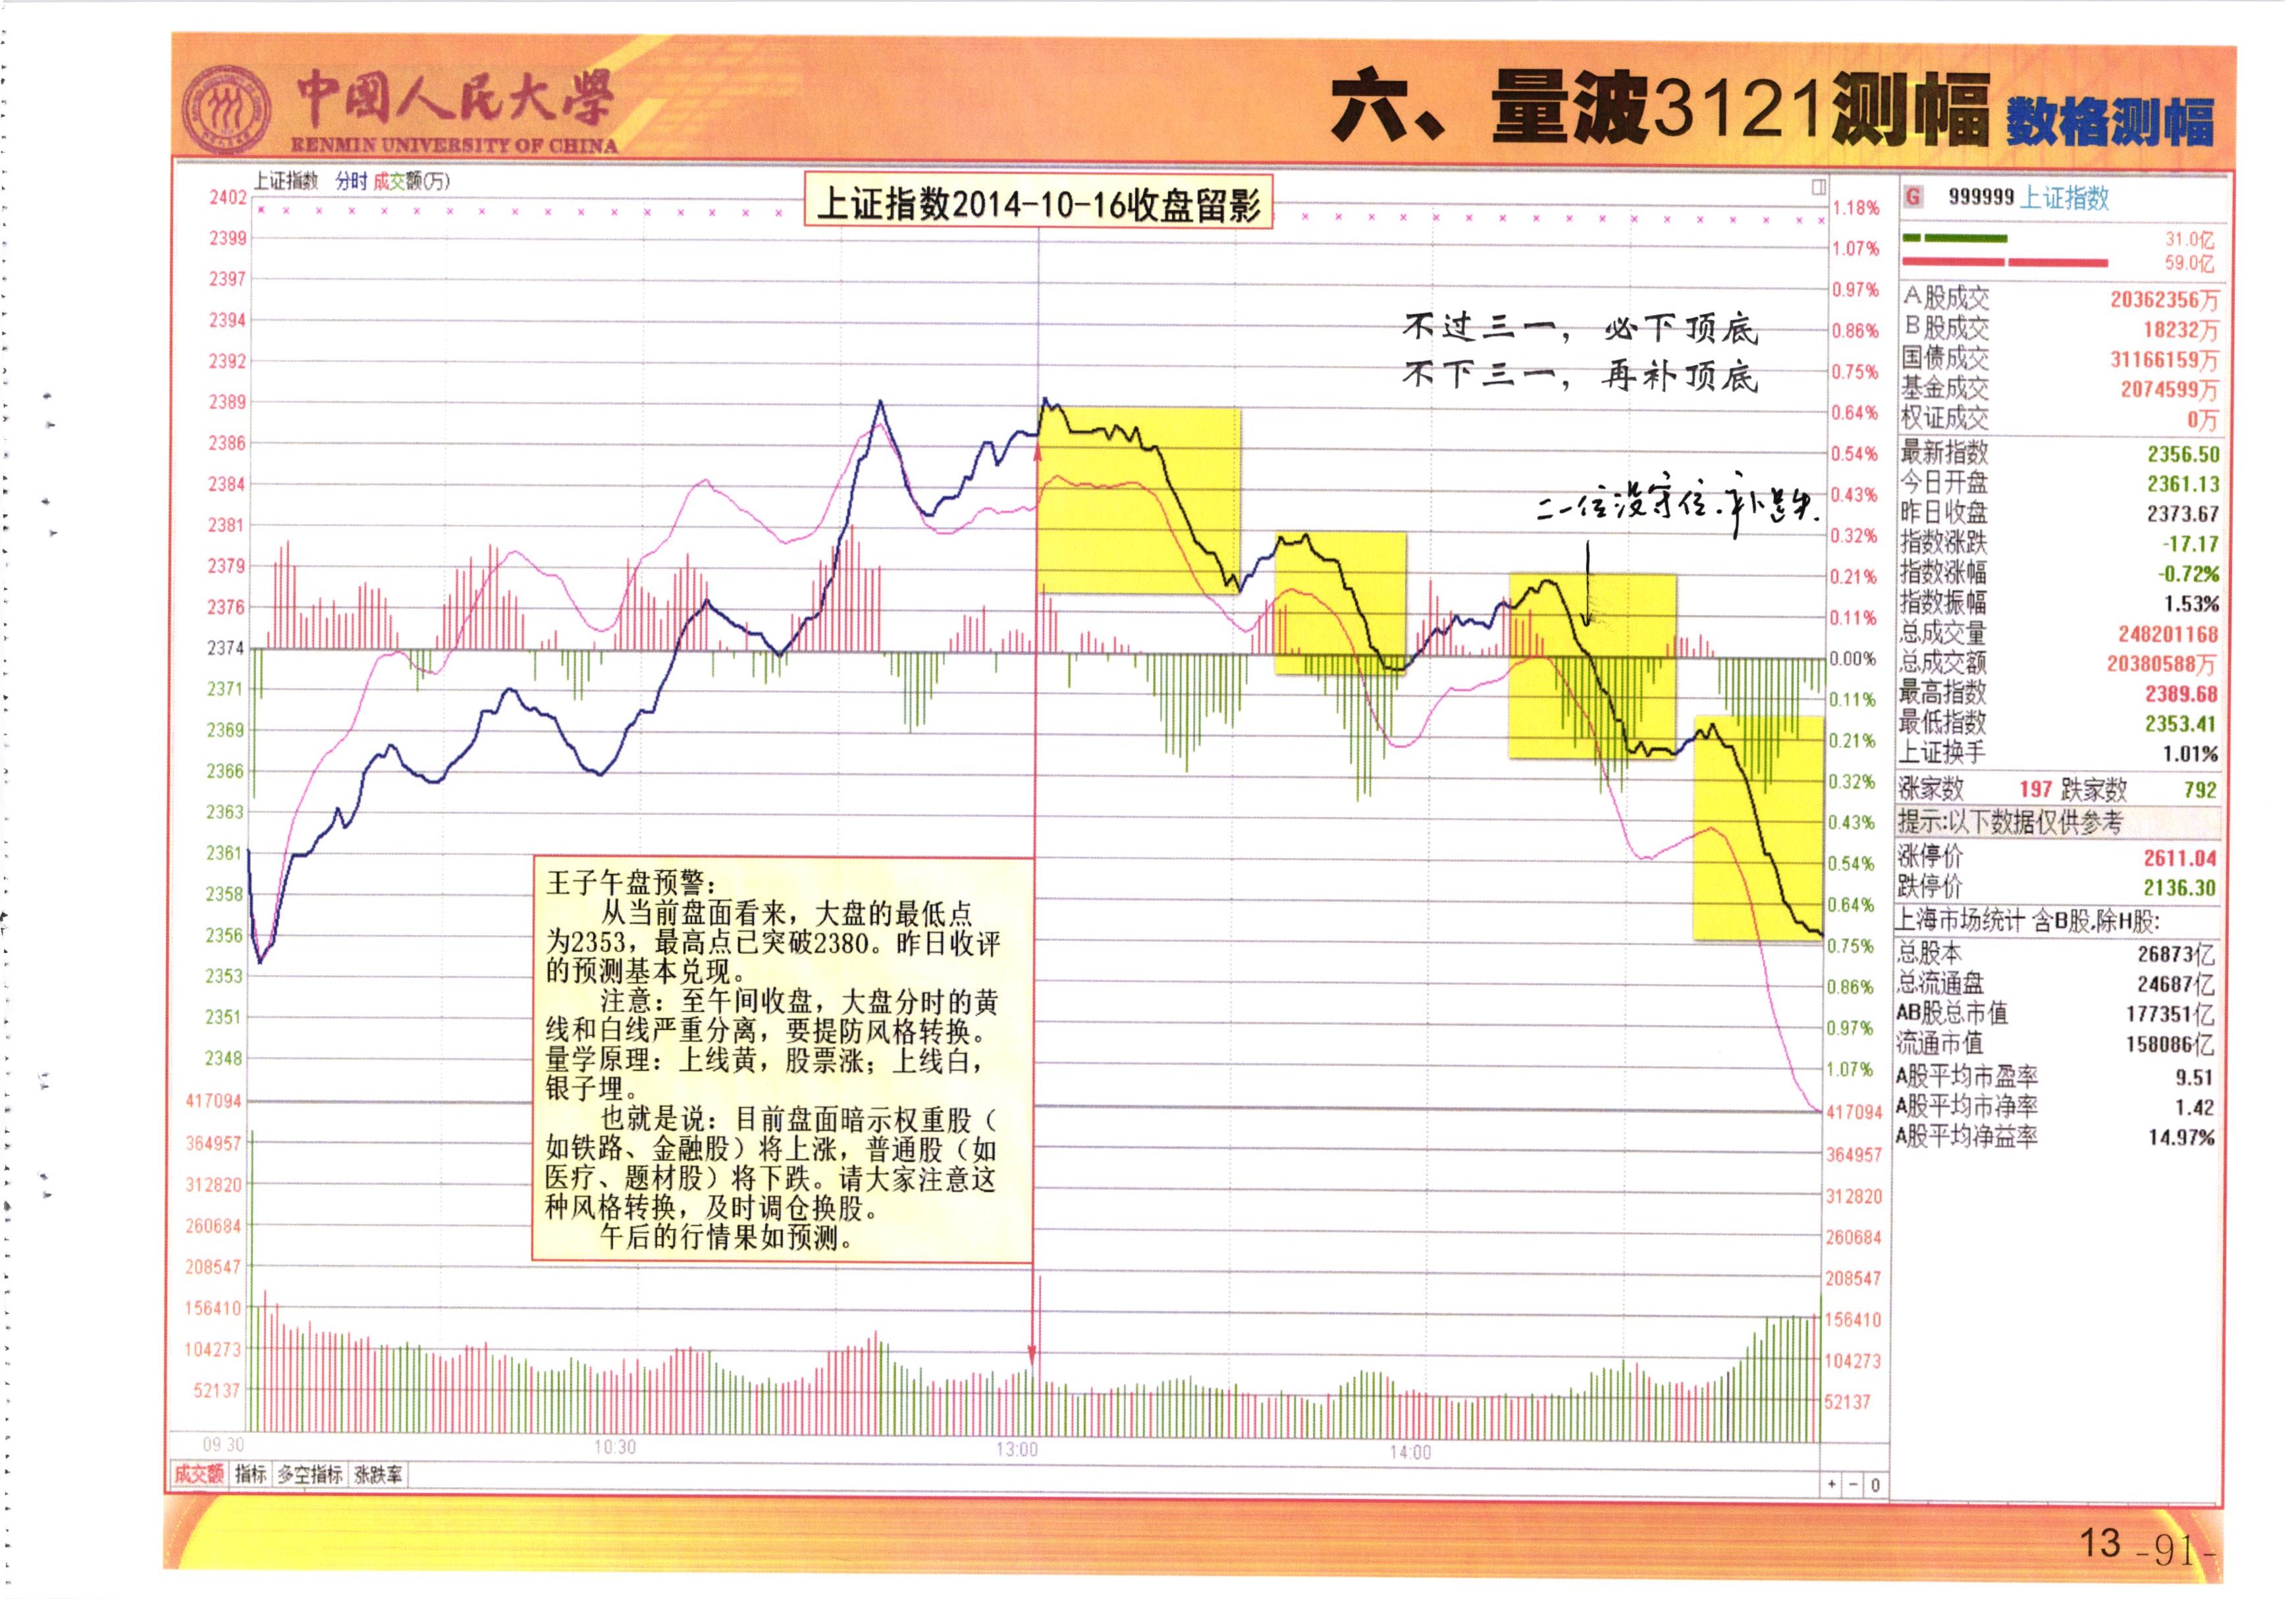 中國人民大學
RENMIN UNIVERSITY OF CHINA
六、量波3121测幅 数格测幅
上证指数 分时 成交额(万)
上证指数2014-10-16收盘留影
2402
2399
2397
2394
2392
2389
2386
2384
2381
2379
2376
2374
2371
2369
2366
2363
2361
2358
2356
2353
2351
2348
417094
364957
312820
260684
208547
156410
104273
52137
1.18%
1.07%
0.97%
0.86%
0.75%
0.64%
0.54%
0.43%
0.32%
0.21%
0.11%
0.00%
0.11%
0.21%
0.32%
0.43%
0.54%
0.64%
0.75%
0.86%
0.97%
1.07%
417094
364957
312820
260684
208547
156410
104273
52137
不过三一，必下顶底
不下三一，再补顶底
二一位没守位.补
王子午盘预警：
从当前盘面看来，大盘的最低点
为2353，最高点已突破2380。昨日收评
的预测基本兑现。
注意：至午间收盘，大盘分时的黄
线和白线严重分离，要提防风格转换。
量学原理：上线黄，股票涨；上线白，
银子埋。
也就是说：目前盘面暗示权重股（
如铁路、金融股）将上涨，普通股（如
医疗、题材股）将下跌。请大家注意这
种风格转换，及时调仓换股。
午后的行情果如预测。
09:30 10:30 13:00 14:00
成交额 指标 多空指标 涨跌率
+ - 0
G 999999 上证指数
31.0亿
59.0亿
A股成交 20362356万
B股成交 18232万
国债成交 31166159万
基金成交 2074599万
权证成交 0万
最新指数 2356.50
今日开盘 2361.13
昨日收盘 2373.67
指数涨跌 -17.17
指数涨幅 -0.72%
指数振幅 1.53%
总成交量 248201168
总成交额 20380588万
最高指数 2389.68
最低指数 2353.41
上证换手 1.01%
涨家数 197 跌家数 792
提示:以下数据仅供参考
涨停价 2611.04
跌停价 2136.30
上海市场统计 含B股,除H股:
总股本 26873亿
总流通盘 24687亿
AB股总市值 177351亿
流通市值 158086亿
A股平均市盈率 9.51
A股平均市净率 1.42
A股平均净益率 14.97%
13 -91-